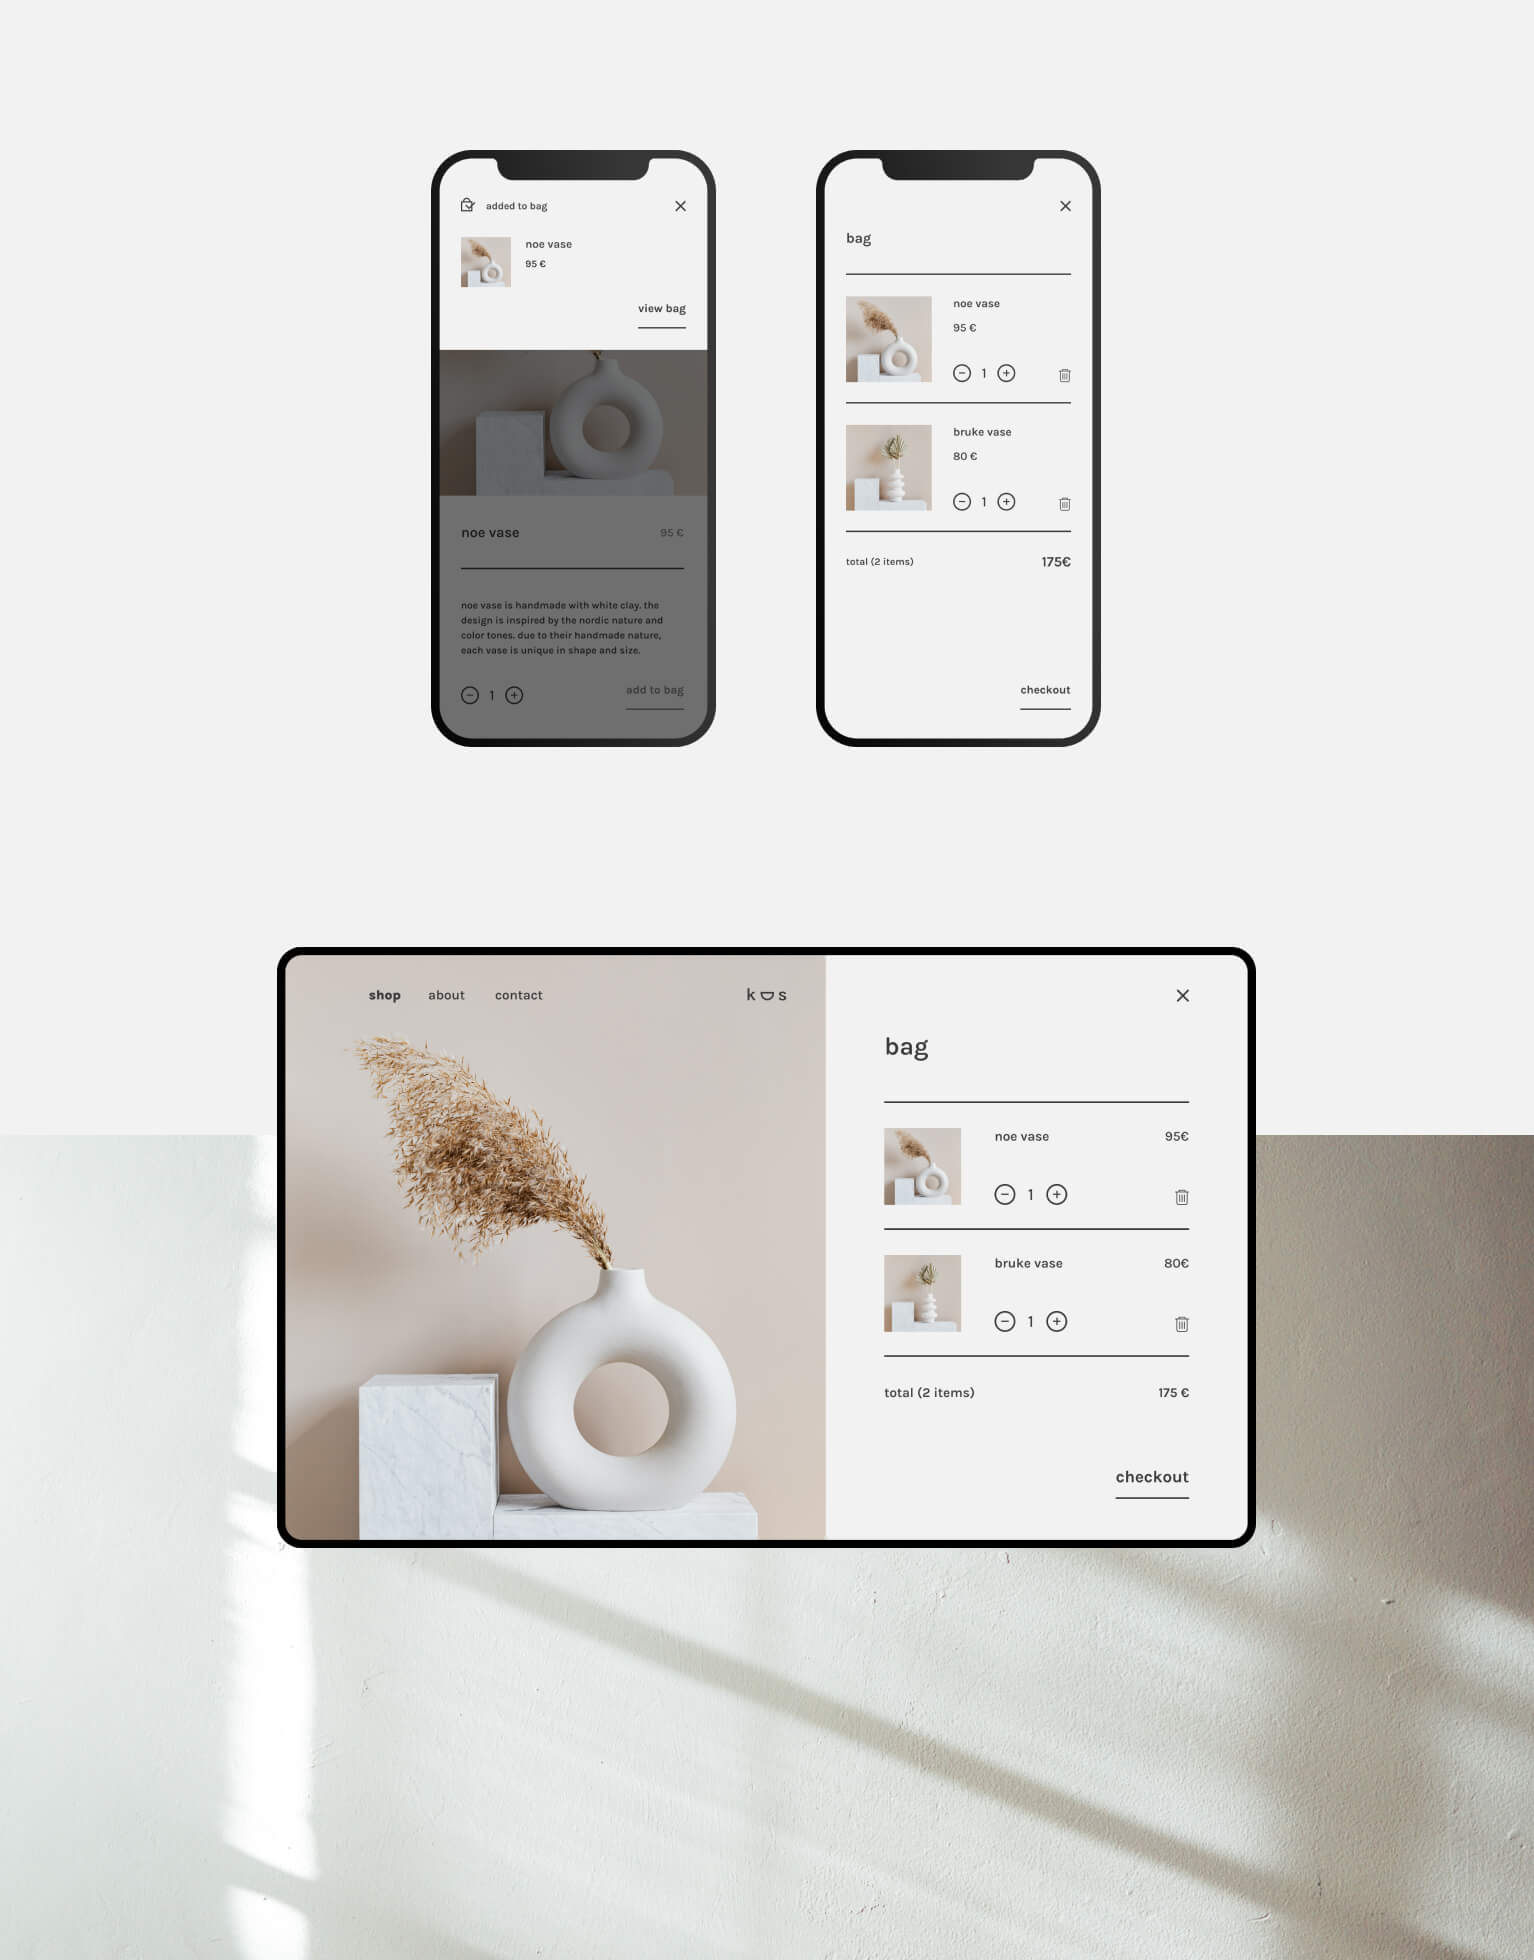 added to bag
noe vase
95 €
view bag
noe vase 95 €
noe vase is handmade with white clay. the
design is inspired by the nordic nature and
color tones. due to their handmade nature,
each vase is unique in shape and size.
1 add to bag
bag
noe vase
95 €
1
bruke vase
80 €
1
total (2 items) 175€
checkout
shop about contact k s
bag
noe vase 95€
1
bruke vase 80€
1
total (2 items) 175 €
checkout